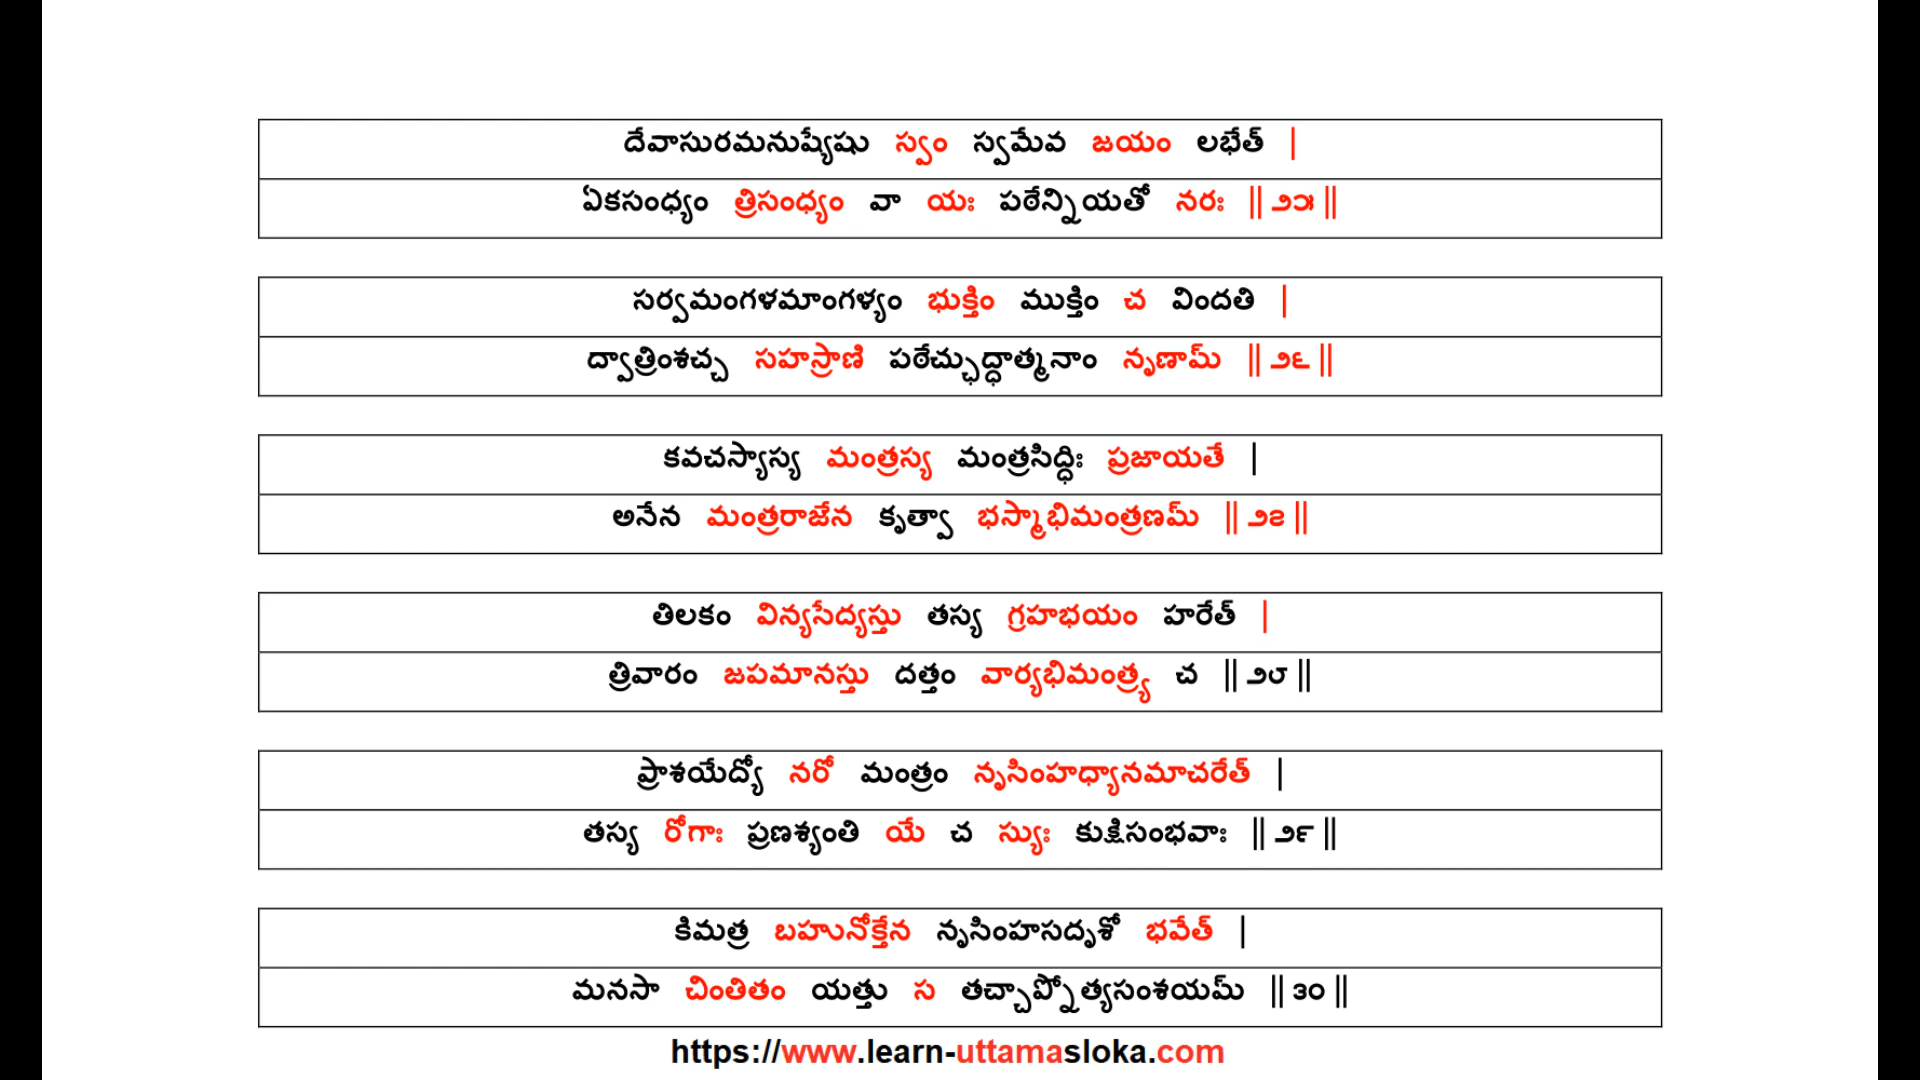 దేవాసురమనుష్యేషు స్వం స్వమేవ జయం లభేత్ |
ఏకసంధ్యం త్రిసంధ్యం వా యః పఠేన్నియతో నరః || ౨౫ ||
సర్వమంగళమాంగళ్యం భుక్తిం ముక్తిం చ విందతి |
ద్వాత్రింశచ్చ సహస్రాణి పఠేచ్ఛుద్ధాత్మనాం నృణామ్ || ౨౬ ||
కవచస్యాస్య మంత్రస్య మంత్రసిద్ధిః ప్రజాయతే |
అనేన మంత్రరాజేన కృత్వా భస్మాభిమంత్రణమ్ || ౨౭ ||
తిలకం విన్యసేద్యస్తు తస్య గ్రహభయం హరేత్ |
త్రివారం జపమానస్తు దత్తం వార్యభిమంత్ర్య చ || ౨౮ ||
ప్రాశయేద్యో నరో మంత్రం నృసింహధ్యానమాచరేత్ |
తస్య రోగాః ప్రణశ్యంతి యే చ స్యుః కుక్షిసంభవాః || ౨౯ ||
కిమత్ర బహునోక్తేన నృసింహసదృశో భవేత్ |
మనసా చింతితం యత్తు స తచ్చాప్నోత్యసంశయమ్ || ౩౦ ||
https://www.learn-uttamasloka.com